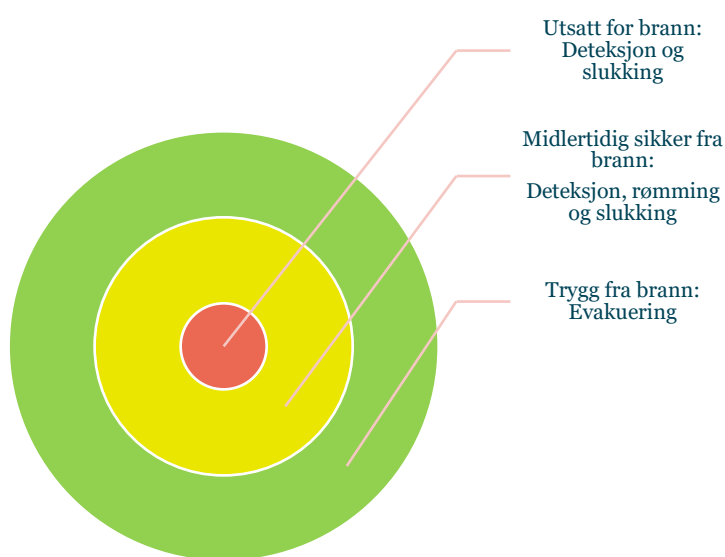 Utsatt for brann:
Deteksjon og
slukking
Midlertidig sikker fra
brann:
Deteksjon, rømming
og slukking
Trygg fra brann:
Evakuering